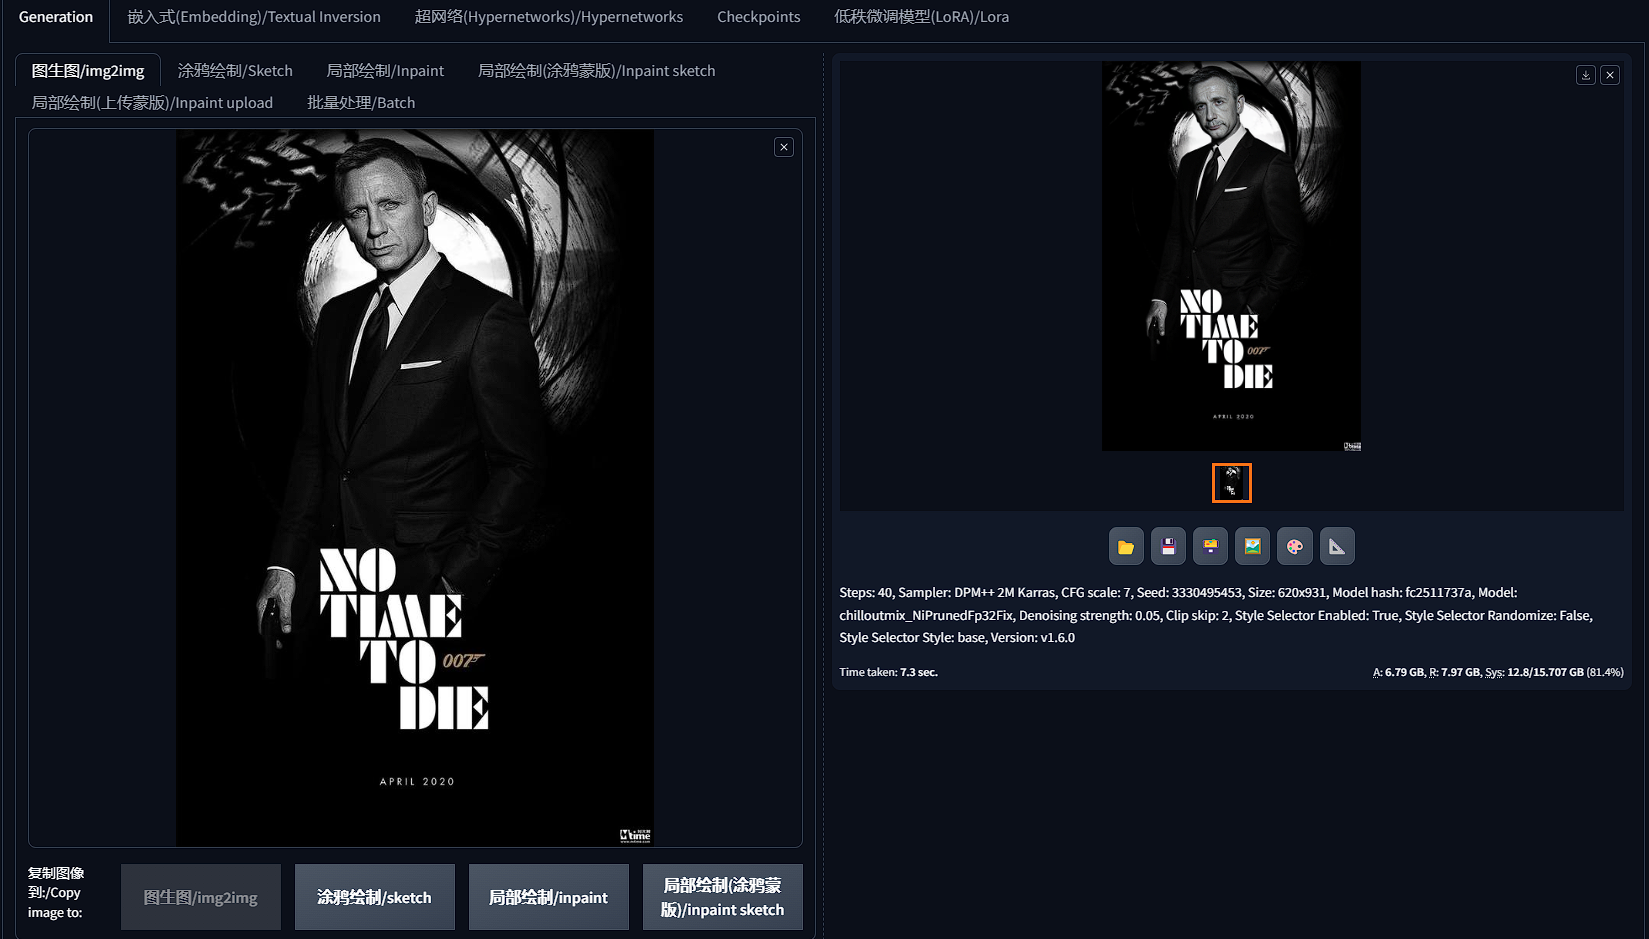 Generation
嵌入式(Embedding)/Textual Inversion
超网络(Hypernetworks)/Hypernetworks
Checkpoints
低秩微调模型(LoRA)/Lora
图生图/img2img
涂鸦绘制/Sketch
局部绘制/Inpaint
局部绘制(涂鸦蒙版)/Inpaint sketch
局部绘制(上传蒙版)/Inpaint upload
批量处理/Batch
NO
TIME
TO 007
DIE
APRIL 2020
time
复制图像
到:/Copy
image to:
图生图/img2img
涂鸦绘制/sketch
局部绘制/inpaint
局部绘制(涂鸦蒙
版)/inpaint sketch
NO
TIME
TO 007
DIE
APRIL 2020
Steps: 40, Sampler: DPM++ 2M Karras, CFG scale: 7, Seed: 3330495453, Size: 620x931, Model hash: fc2511737a, Model:
chilloutmix_NiPrunedFp32Fix, Denoising strength: 0.05, Clip skip: 2, Style Selector Enabled: True, Style Selector Randomize: False,
Style Selector Style: base, Version: v1.6.0
Time taken: 7.3 sec.
A: 6.79 GB, R: 7.97 GB, Sys: 12.8/15.707 GB (81.4%)